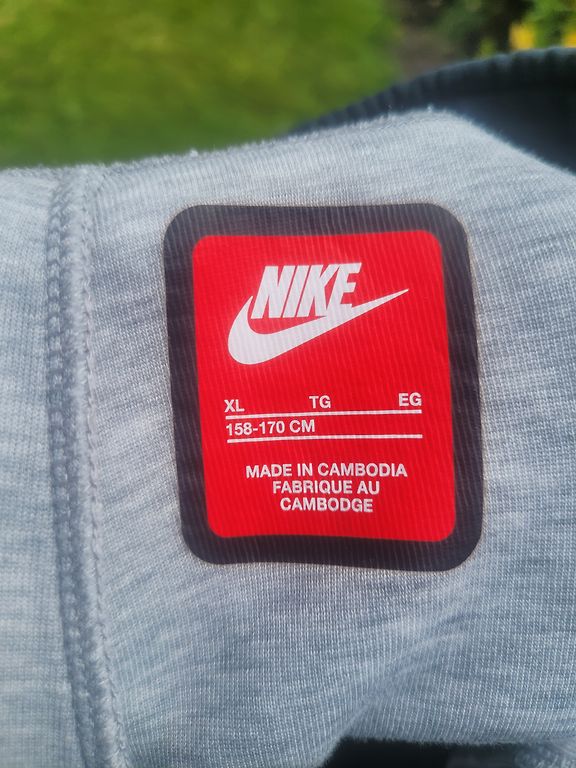 NIKE
XL TG EG
158-170 CM
MADE IN CAMBODIA
FABRIQUE AU
CAMBODGE